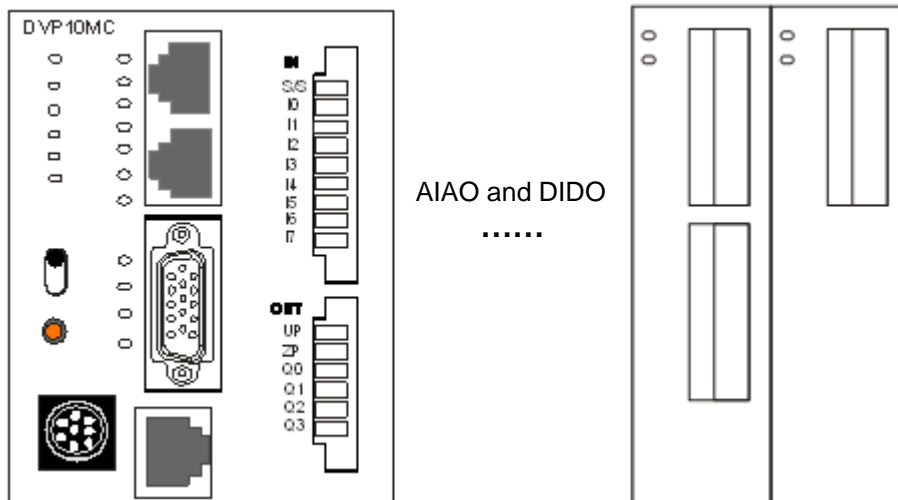 DVP10MC
IN
S/S
I0
I1
I2
I3
I4
I5
I6
I7
OUT
UP
ZP
Q0
Q1
Q2
Q3
AIAO and DIDO
......